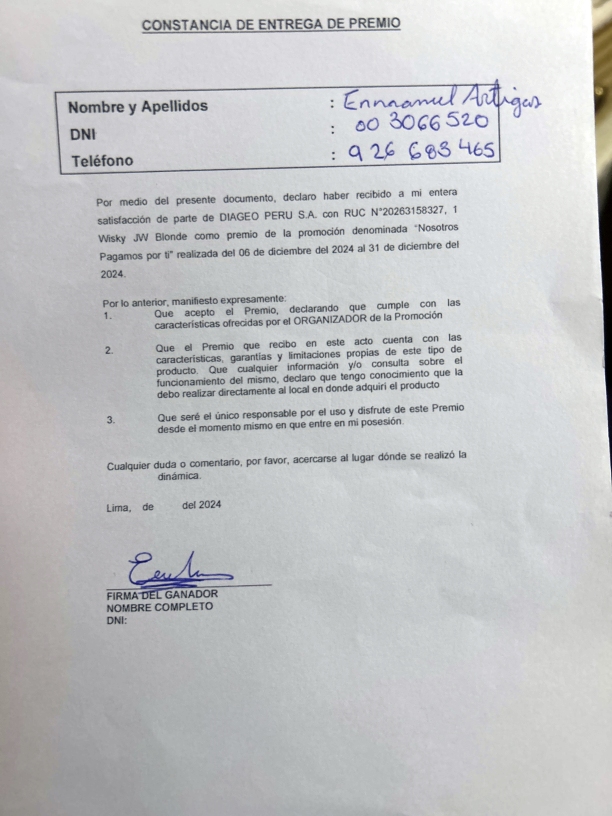 CONSTANCIA DE ENTREGA DE PREMIO
Nombre y Apellidos : Ennmanuel Artigas
DNI : 003066520
Teléfono : 926 683 465
Por medio del presente documento, declaro haber recibido a mi entera
satisfacción de parte de DIAGEO PERU S.A. con RUC N°20263158327, 1
Wisky JW Blonde como premio de la promoción denominada “Nosotros
Pagamos por ti” realizada del 06 de diciembre del 2024 al 31 de diciembre del
2024.
Por lo anterior, manifiesto expresamente:
1. Que acepto el Premio, declarando que cumple con las
características ofrecidas por el ORGANIZADOR de la Promoción
2. Que el Premio que recibo en este acto cuenta con las
características, garantías y limitaciones propias de este tipo de
producto. Que cualquier información y/o consulta sobre el
funcionamiento del mismo, declaro que tengo conocimiento que la
debo realizar directamente al local en donde adquirí el producto
3. Que seré el único responsable por el uso y disfrute de este Premio
desde el momento mismo en que entre en mi posesión.
Cualquier duda o comentario, por favor, acercarse al lugar dónde se realizó la
dinámica.
Lima, de del 2024
FIRMA DEL GANADOR
NOMBRE COMPLETO
DNI: